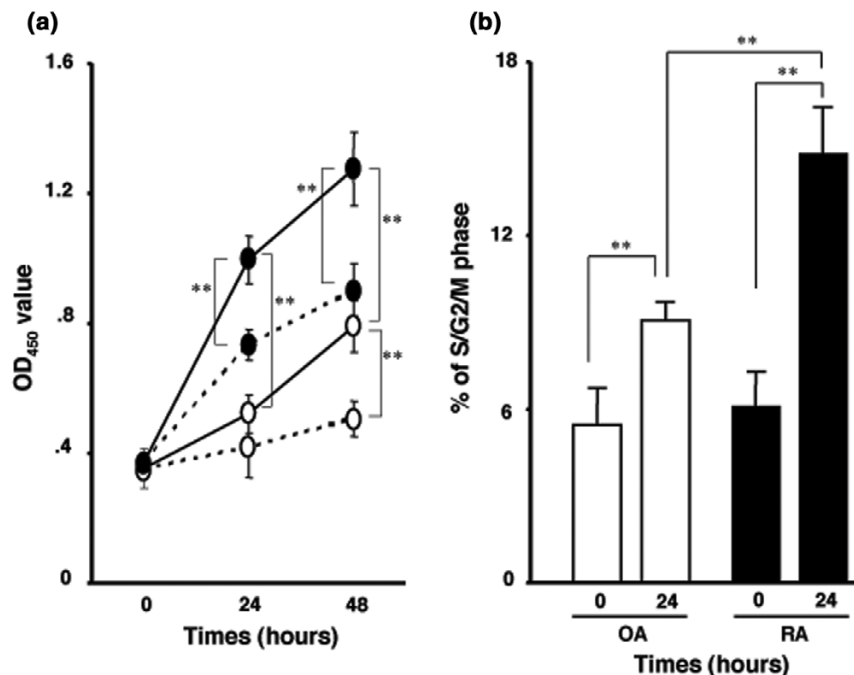 (a)
1.6
1.2
.8
.4
0
OD450 value
**
**
**
**
**
0 24 48
Times (hours)
(b)
18
12
6
0
% of S/G2/M phase
**
**
**
0 24 0 24
OA RA
Times (hours)